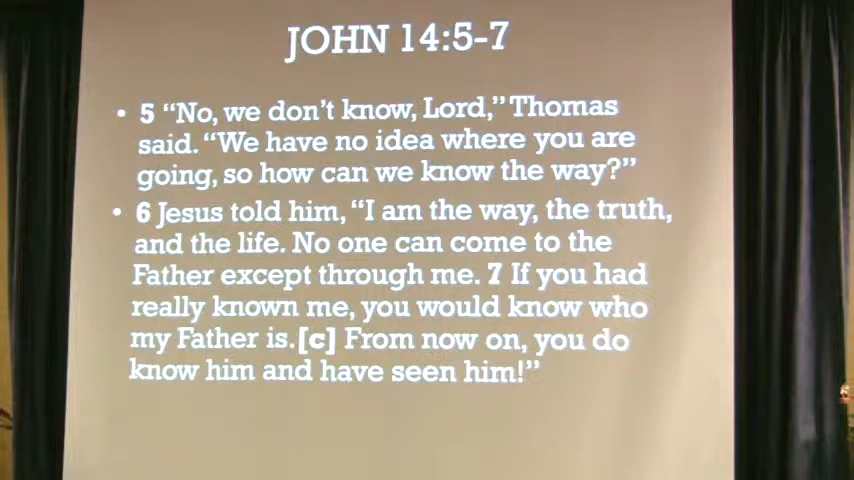 JOHN 14:5-7
• 5 “No, we don’t know, Lord,” Thomas
said. “We have no idea where you are
going, so how can we know the way?”
• 6 Jesus told him, “I am the way, the truth,
and the life. No one can come to the
Father except through me. 7 If you had
really known me, you would know who
my Father is.[c] From now on, you do
know him and have seen him!”